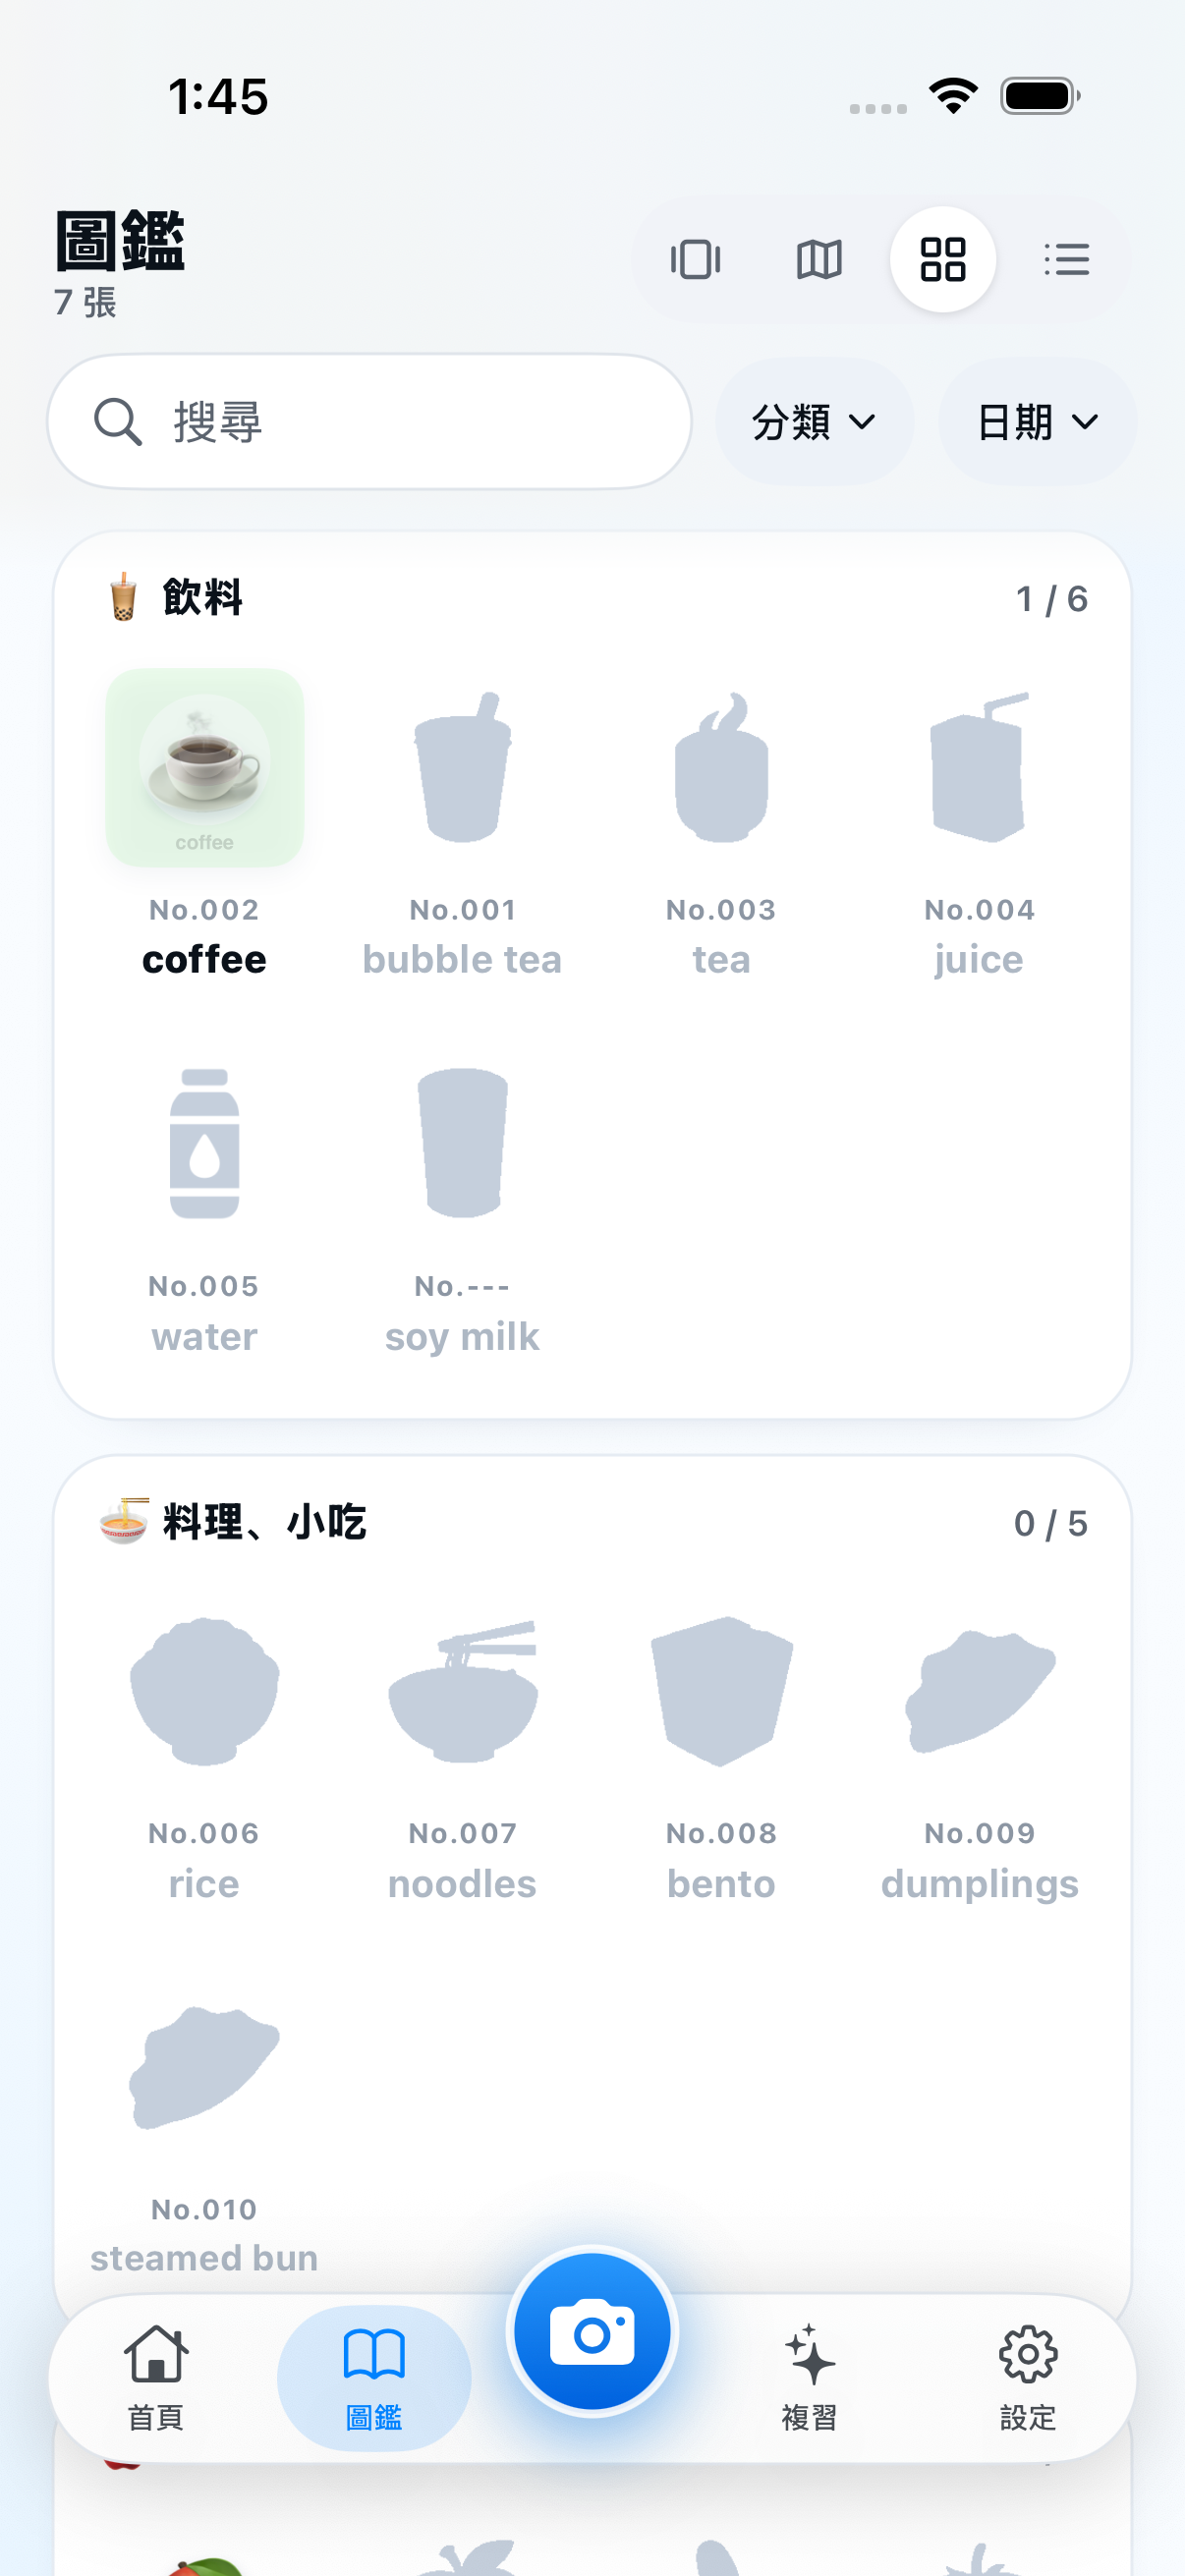 1:45
圖鑑
7 張
搜尋
分類
日期
飲料
1 / 6
coffee
No.002
No.001
No.003
No.004
coffee
bubble tea
tea
juice
No.005
No.---
water
soy milk
料理、小吃
0 / 5
No.006
No.007
No.008
No.009
rice
noodles
bento
dumplings
No.010
steamed bun
首頁
圖鑑
複習
設定